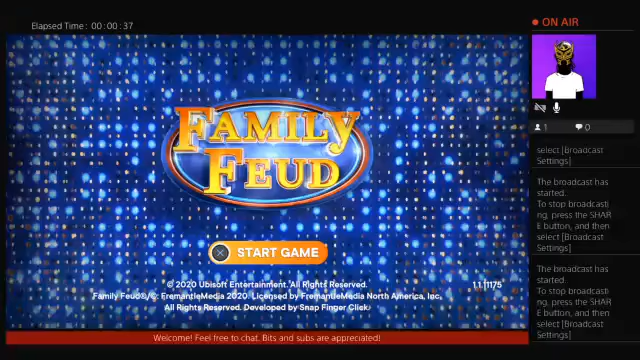 Elapsed Time : 00:00:37
ON AIR
FAMILY
FEUD
START GAME
© 2020 Ubisoft Entertainment. All Rights Reserved.
1.1.11175
Family Feud®/©: FremantleMedia 2020. Licensed by FremantleMedia North America, Inc.
All Rights Reserved. Developed by Snap Finger Click
Welcome! Feel free to chat. Bits and subs are appreciated!
1
0
select [Broadcast
Settings]
The broadcast has
started.
To stop broadcasti
ng, press the SHAR
E button, and then
select [Broadcast
Settings]
The broadcast has
started.
To stop broadcasti
ng, press the SHAR
E button, and then
select [Broadcast
Settings]